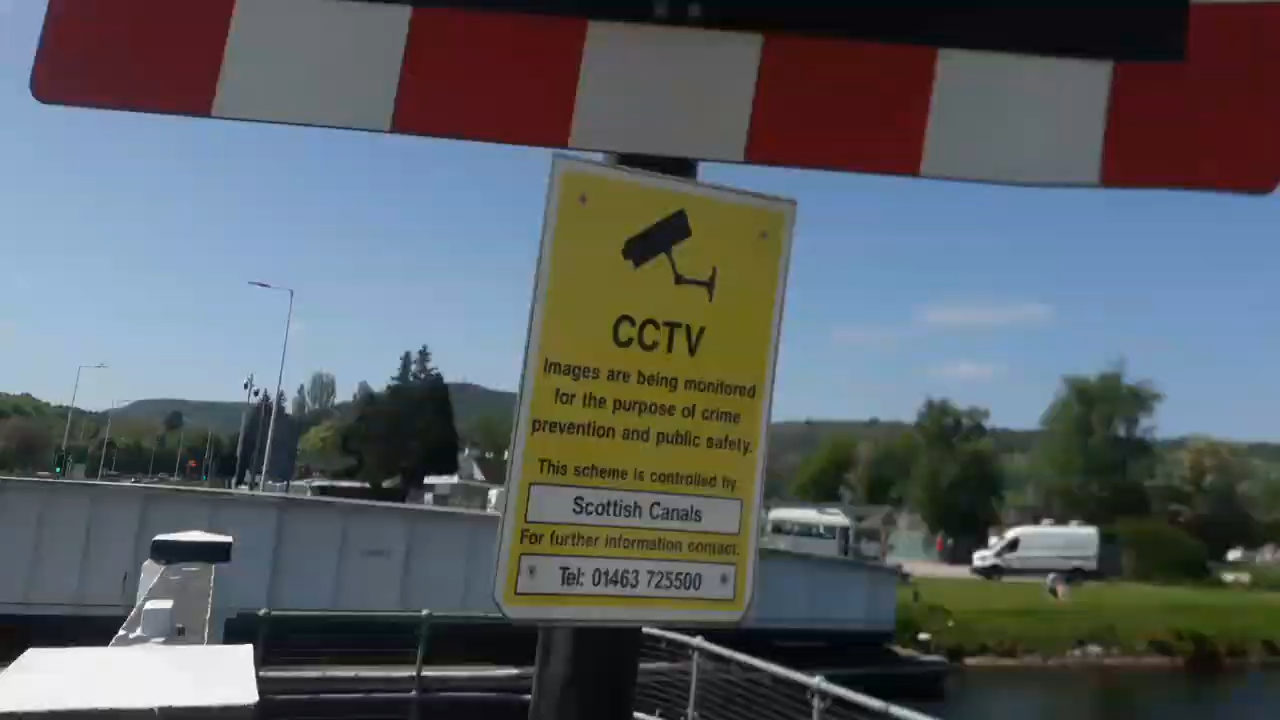 CCTV
Images are being monitored
for the purpose of crime
prevention and public safety.
This scheme is controlled by
Scottish Canals
For further information contact:
Tel: 01463 725500